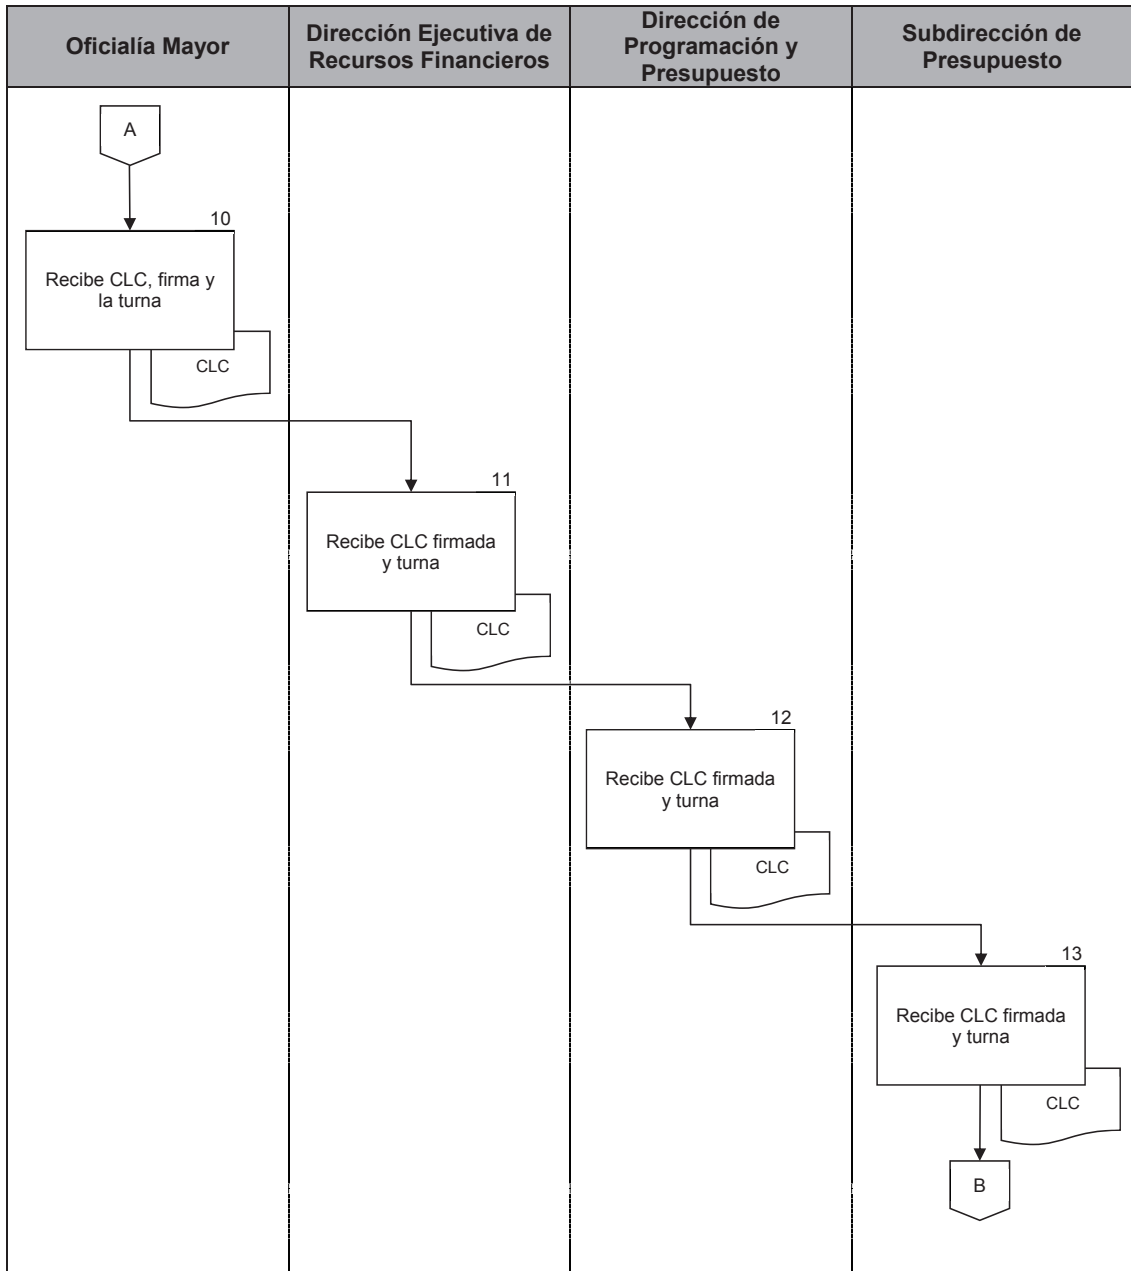 Oficialía Mayor
Dirección Ejecutiva de
Recursos Financieros
Dirección de
Programación y
Presupuesto
Subdirección de
Presupuesto
A
10
Recibe CLC, firma y
la turna
CLC
11
Recibe CLC firmada
y turna
CLC
12
Recibe CLC firmada
y turna
CLC
13
Recibe CLC firmada
y turna
CLC
B